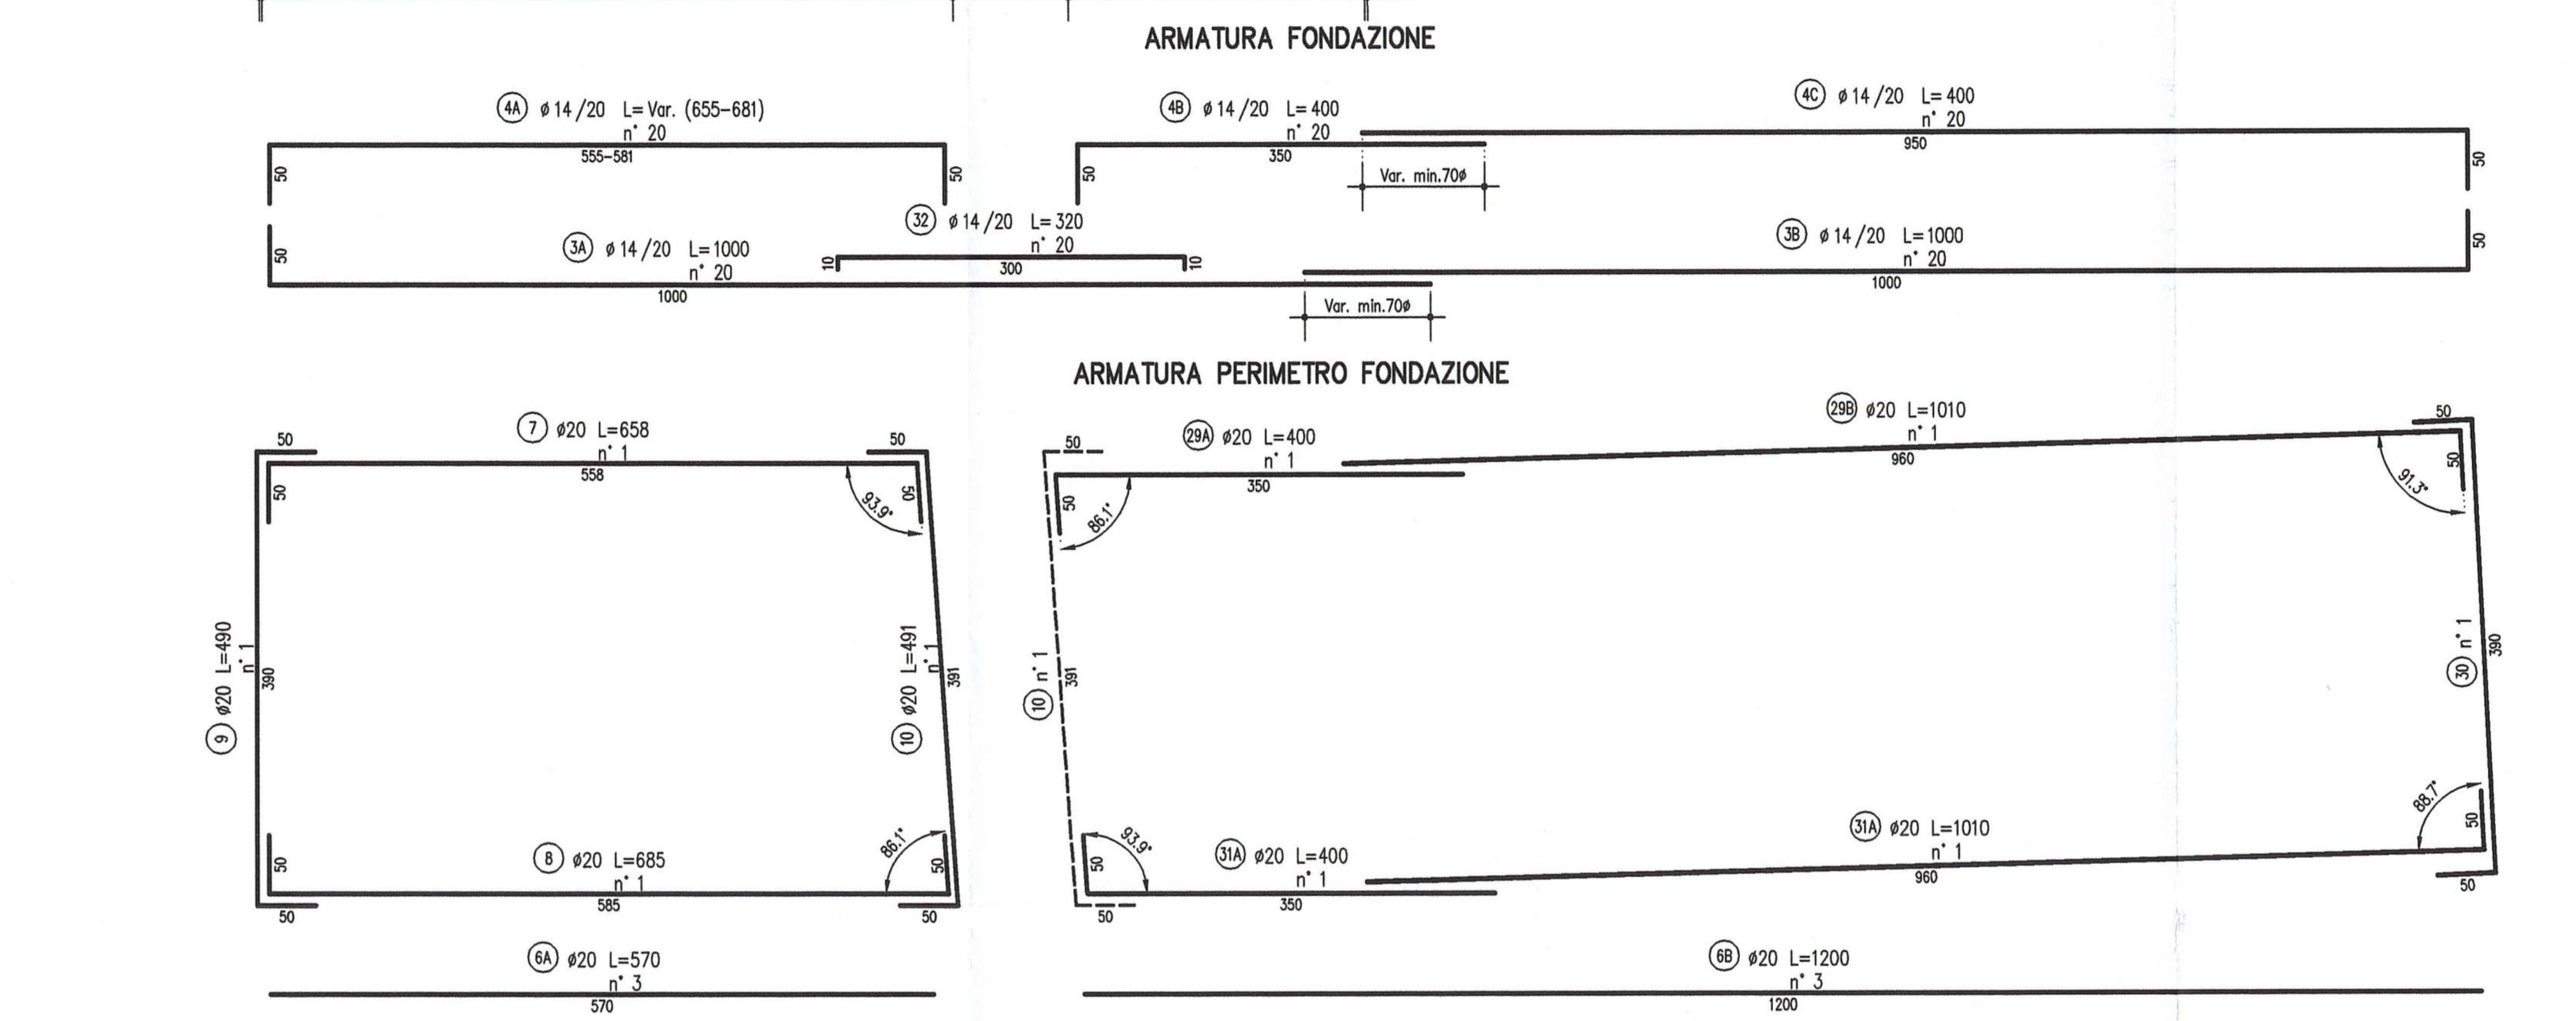 ARMATURA FONDAZIONE
4A ø14/20 L=Var. (655-681)
n° 20
555-581
50
50
4B ø14/20 L=400
n° 20
350
50
Var. min.70ø
4C ø14/20 L=400
n° 20
950
50
3A ø14/20 L=1000
n° 20
1000
50
32 ø14/20 L=320
n° 20
10
300
10
Var. min.70ø
3B ø14/20 L=1000
n° 20
1000
50
ARMATURA PERIMETRO FONDAZIONE
50
7 ø20 L=658
n° 1
558
50
50
50
93.9°
9 ø20 L=490
n° 1
390
10 ø20 L=491
n° 1
391
50
8 ø20 L=685
n° 1
585
86.1°
50
50
50
50
29A ø20 L=400
n° 1
350
50
86.1°
29B ø20 L=1010
n° 1
960
50
50
91.3°
10 n° 1
391
30 n° 1
390
50
93.9°
31A ø20 L=400
n° 1
350
50
31A ø20 L=1010
n° 1
960
88.7°
50
50
6A ø20 L=570
n° 3
570
6B ø20 L=1200
n° 3
1200